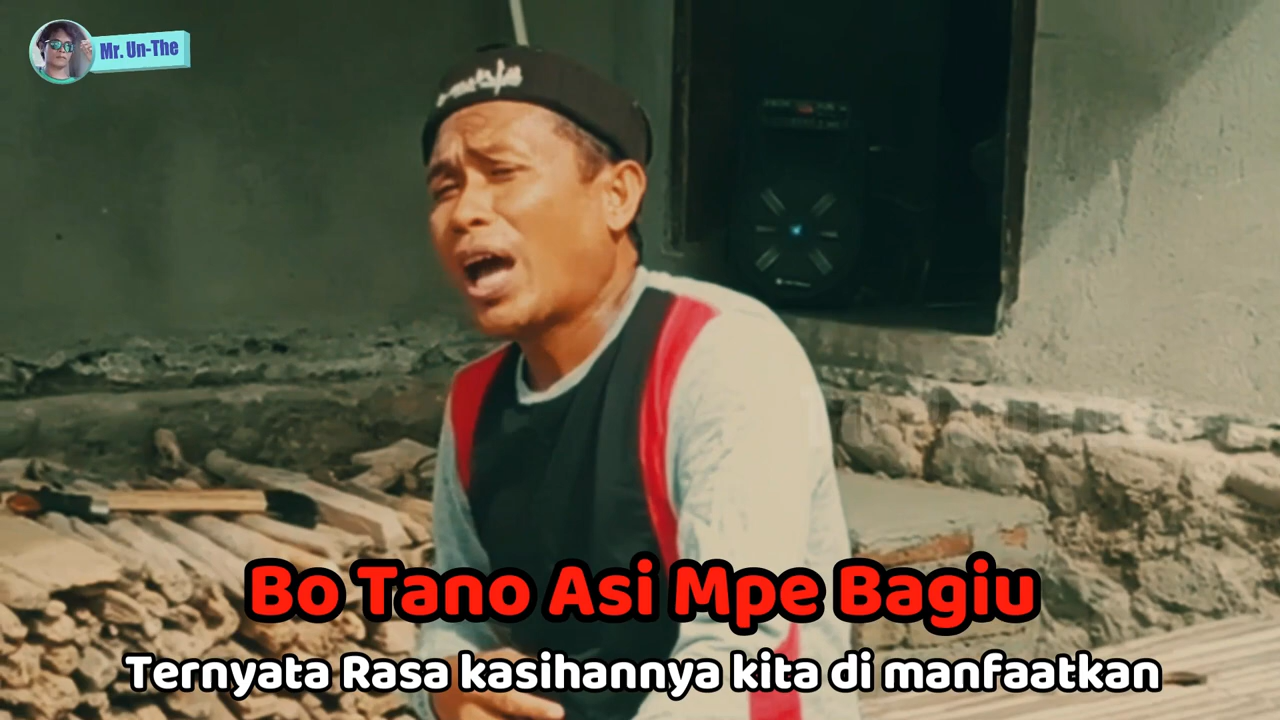 Mr. Un-The
Bo Tano Asi Mpe Bagiu
Ternyata Rasa kasihannya kita di manfaatkan